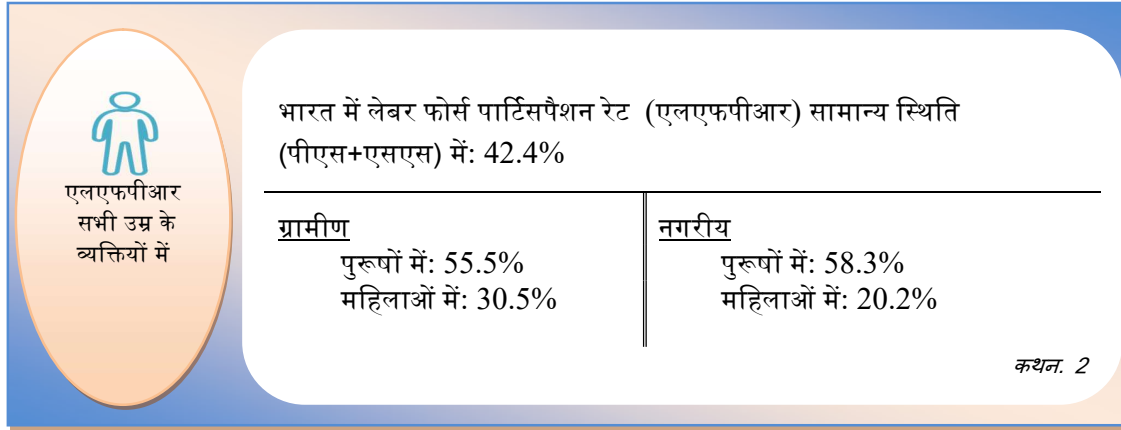 एलएफपीआर
सभी उम्र के
व्यक्तियों में
भारत में लेबर फोर्स पार्टिसपैशन रेट (एलएफपीआर) सामान्य स्थिति
(पीएस+एसएस) में: 42.4%
ग्रामीण
पुरूषों में: 55.5%
महिलाओं में: 30.5%
नगरीय
पुरूषों में: 58.3%
महिलाओं में: 20.2%
कथन. 2